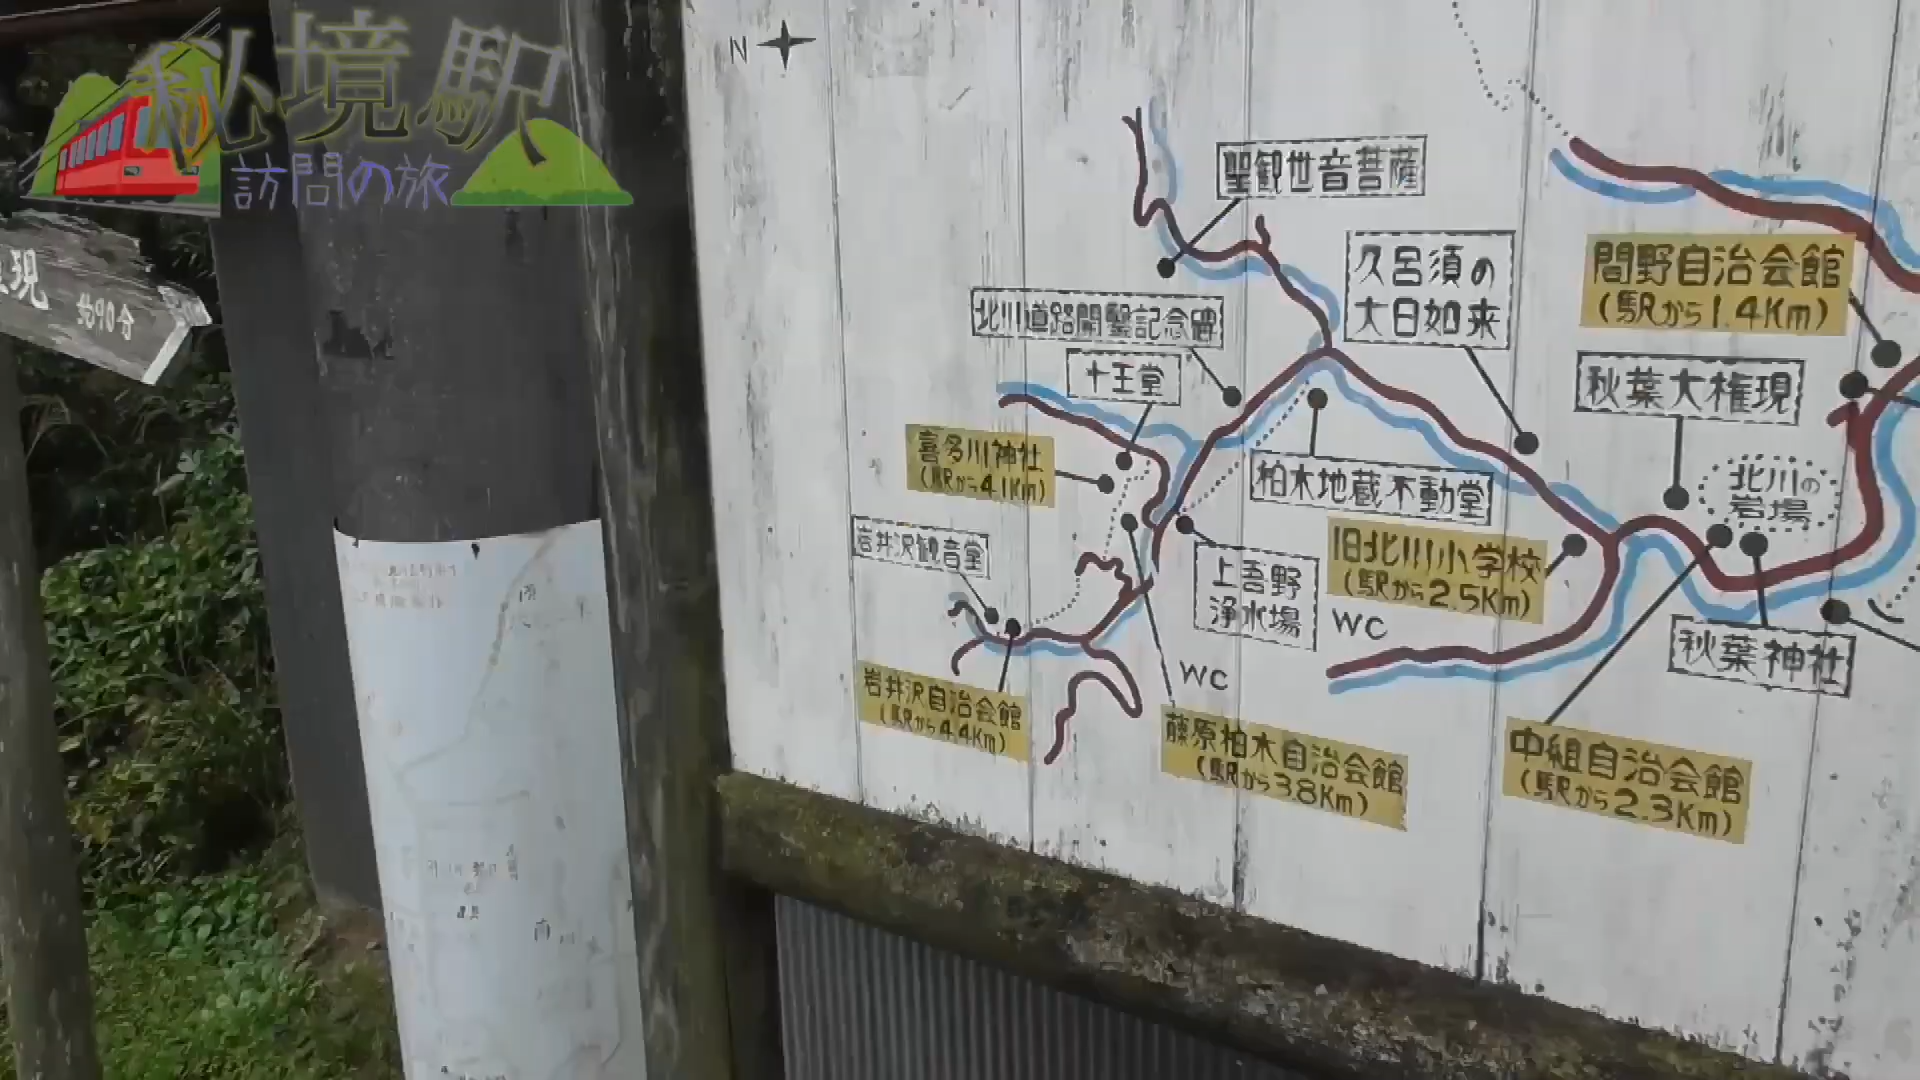 秘境駅
訪問の旅
現 約90分
N
聖観世音菩薩
久呂須の
大日如来
間野自治会館
(駅から1.4Km)
北川道路開鑿記念碑
十王堂
秋葉大権現
喜多川神社
(駅から4.1Km)
柏木地蔵不動堂
北川の
岩場
岩井沢観音堂
上吾野
浄水場
旧北川小学校
(駅から2.5Km)
WC
秋葉神社
WC
岩井沢自治会館
(駅から4.4Km)
藤原柏木自治会館
(駅から3.8Km)
中組自治会館
(駅から2.3Km)